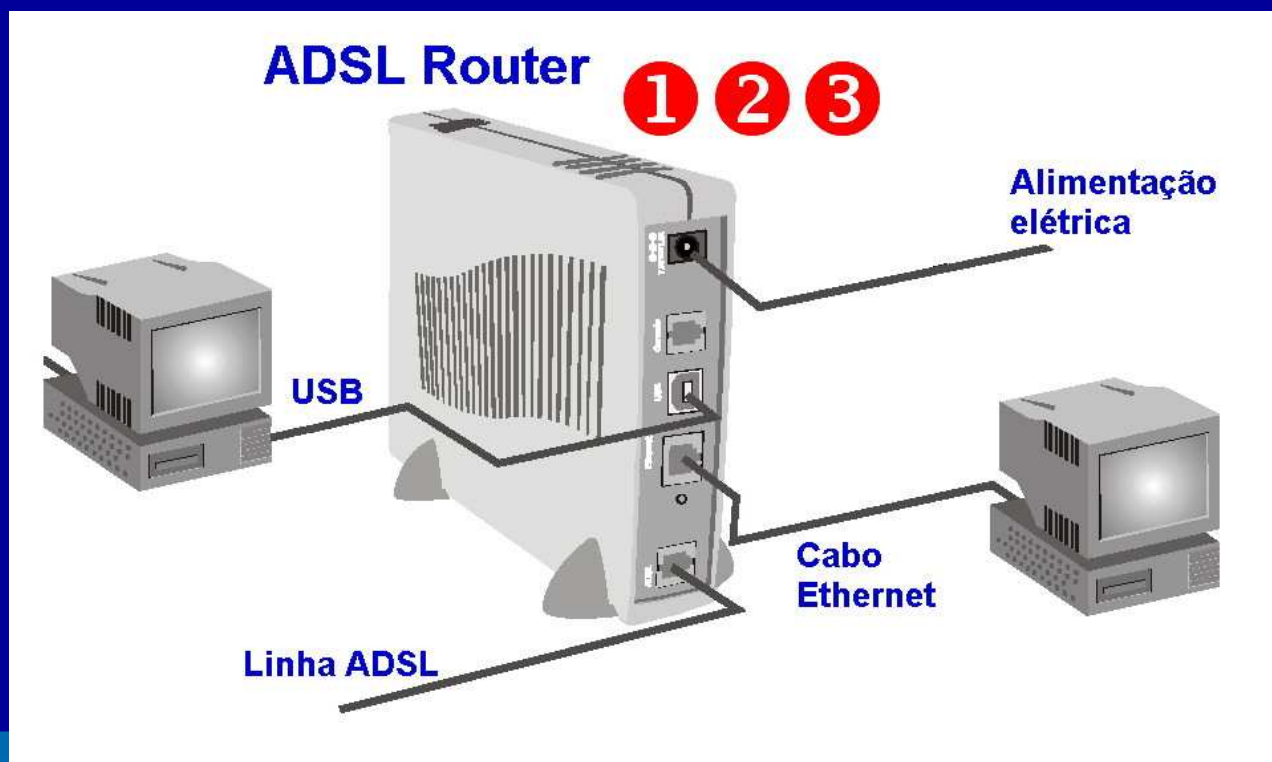 ADSL Router
1 2 3
Alimentação
elétrica
USB
Cabo
Ethernet
Linha ADSL